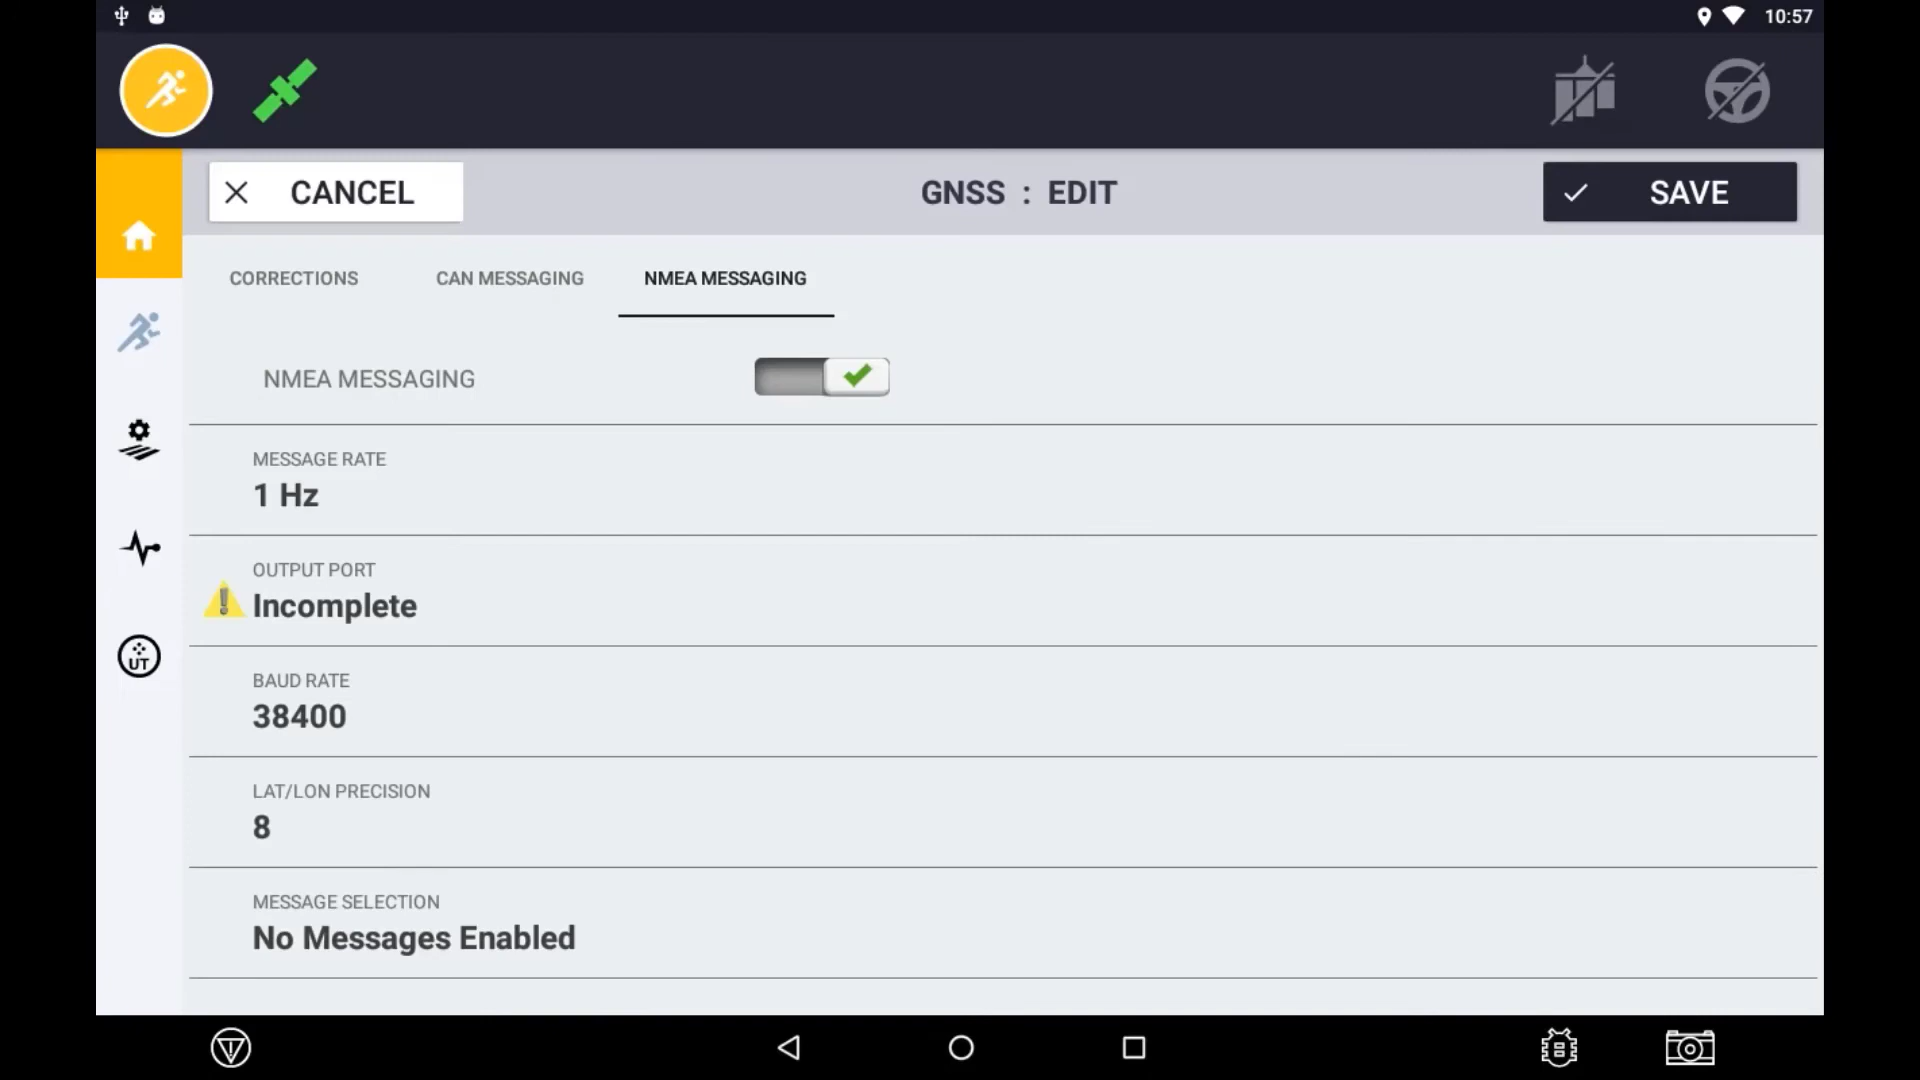 10:57
CANCEL
GNSS : EDIT
SAVE
CORRECTIONS
CAN MESSAGING
NMEA MESSAGING
NMEA MESSAGING
MESSAGE RATE
1 Hz
OUTPUT PORT
Incomplete
BAUD RATE
38400
LAT/LON PRECISION
8
MESSAGE SELECTION
No Messages Enabled
UT